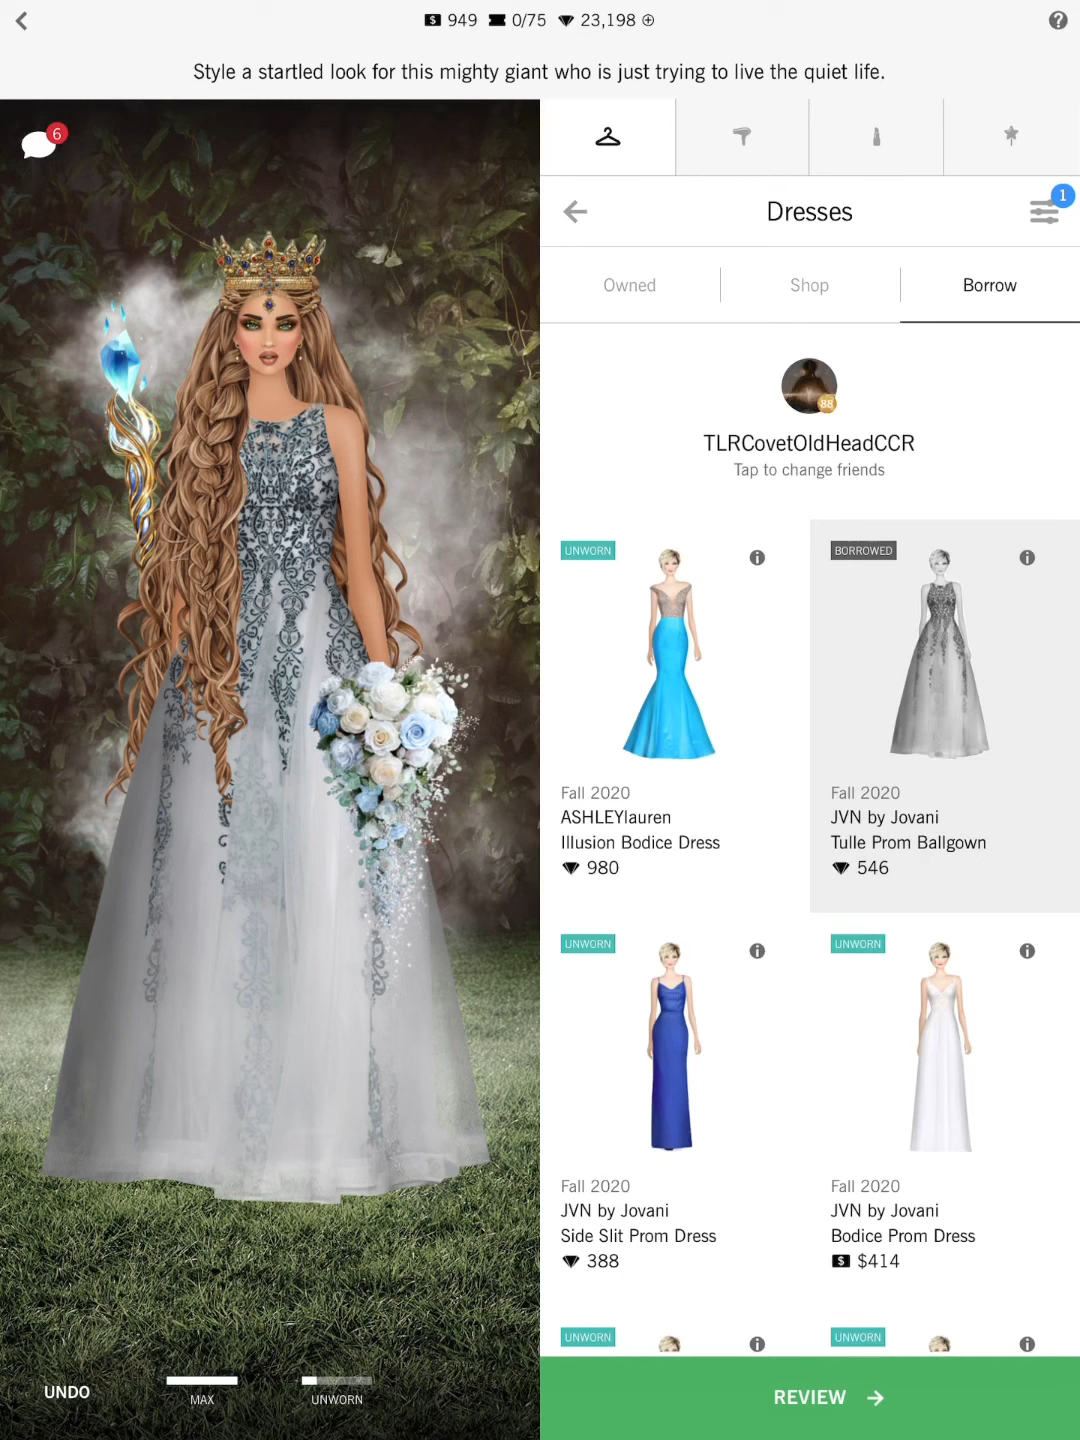 949 0/75 23,198
Style a startled look for this mighty giant who is just trying to live the quiet life.
6
Dresses
1
Owned
Shop
Borrow
88
TLRCovetOldHeadCCR
Tap to change friends
UNWORN
Fall 2020
ASHLEYlauren
Illusion Bodice Dress
980
BORROWED
Fall 2020
JVN by Jovani
Tulle Prom Ballgown
546
UNWORN
Fall 2020
JVN by Jovani
Side Slit Prom Dress
388
UNWORN
Fall 2020
JVN by Jovani
Bodice Prom Dress
$414
UNWORN
UNWORN
UNDO
MAX
UNWORN
REVIEW